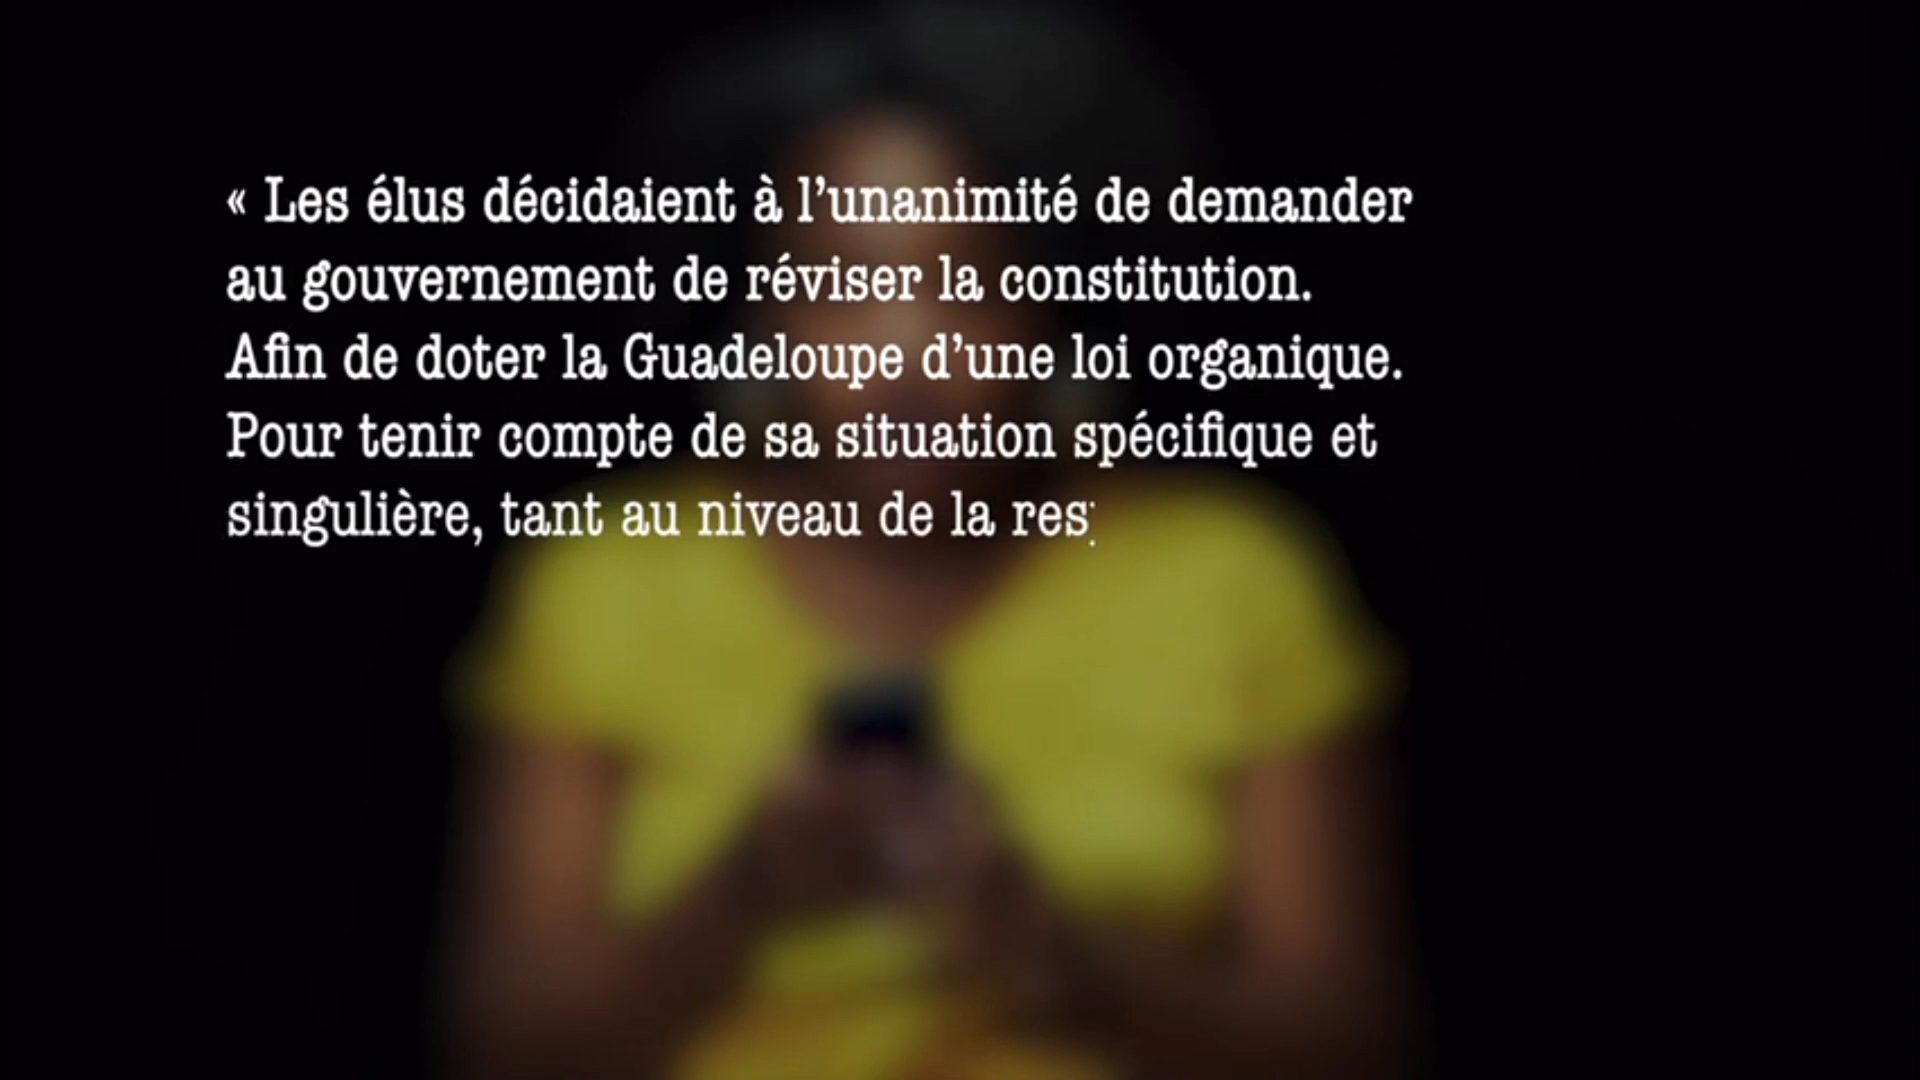 « Les élus décidaient à l’unanimité de demander
au gouvernement de réviser la constitution.
Afin de doter la Guadeloupe d’une loi organique.
Pour tenir compte de sa situation spécifique et
singulière, tant au niveau de la res